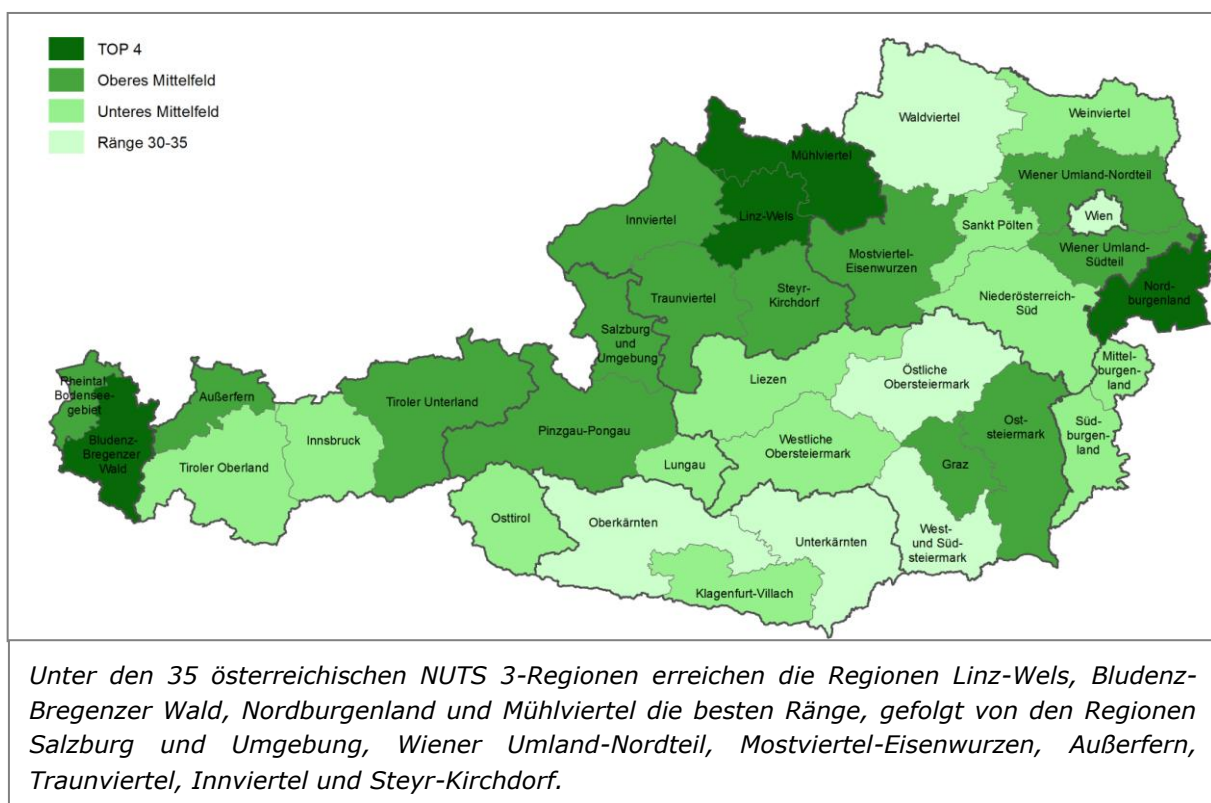 TOP 4
Oberes Mittelfeld
Unteres Mittelfeld
Ränge 30-35
Waldviertel
Weinviertel
Mühlviertel
Wiener Umland-Nordteil
Linz-Wels
Innviertel
Wien
Sankt Pölten
Mostviertel-
Eisenwurzen
Wiener Umland-
Südteil
Nord-
burgenland
Traunviertel
Steyr-
Kirchdorf
Niederösterreich-
Süd
Salzburg
und
Umgebung
Mittel-
burgen-
land
Östliche
Obersteiermark
Liezen
Rheintal-
Bodensee-
gebiet
Außerfern
Tiroler Unterland
Bludenz-
Bregenzer
Wald
Innsbruck
Pinzgau-Pongau
Ost-
steiermark
Süd-
burgen-
land
Tiroler Oberland
Westliche
Obersteiermark
Lungau
Graz
Osttirol
Oberkärnten
Unterkärnten
West-
und Süd-
steiermark
Klagenfurt-Villach
Unter den 35 österreichischen NUTS 3-Regionen erreichen die Regionen Linz-Wels, Bludenz-
Bregenzer Wald, Nordburgenland und Mühlviertel die besten Ränge, gefolgt von den Regionen
Salzburg und Umgebung, Wiener Umland-Nordteil, Mostviertel-Eisenwurzen, Außerfern,
Traunviertel, Innviertel und Steyr-Kirchdorf.